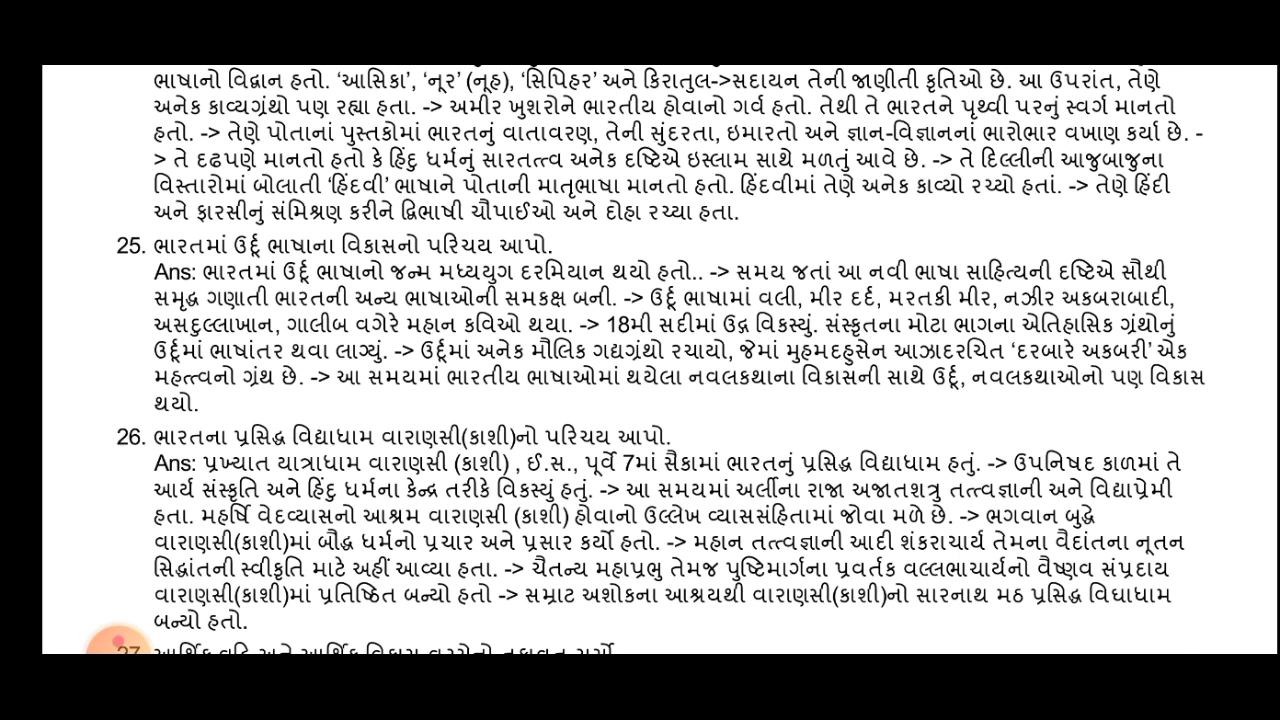 ભાષાનો વિદ્વાન હતો. ‘આસિકા’, ‘નૂર’ (નૂહ), ‘સિપિહર’ અને કિરાતુલ->સદાયન તેની જાણીતી કૃતિઓ છે. આ ઉપરાંત, તેણે
અનેક કાવ્યગ્રંથો પણ રહ્યા હતા. -> અમીર ખુશરોને ભારતીય હોવાનો ગર્વ હતો. તેથી તે ભારતને પૃથ્વી પરનું સ્વર્ગ માનતો
હતો. -> તેણે પોતાનાં પુસ્તકોમાં ભારતનું વાતાવરણ, તેની સુંદરતા, ઇમારતો અને જ્ઞાન-વિજ્ઞાનનાં ભારોભાર વખાણ કર્યા છે. -
> તે દઢપણે માનતો હતો કે હિંદુ ધર્મનું સારતત્ત્વ અનેક દષ્ટિએ ઇસ્લામ સાથે મળતું આવે છે. -> તે દિલ્લીની આજુબાજુના
વિસ્તારોમાં બોલાતી ‘હિંદવી’ ભાષાને પોતાની માતૃભાષા માનતો હતો. હિંદવીમાં તેણે અનેક કાવ્યો રચ્યો હતાં. -> તેણે હિંદી
અને ફારસીનું સંમિશ્રણ કરીને દ્વિભાષી ચૌપાઈઓ અને દોહા રચ્યા હતા.
25. ભારતમાં ઉર્દૂ ભાષાના વિકાસનો પરિચય આપો.
Ans: ભારતમાં ઉર્દૂ ભાષાનો જન્મ મધ્યયુગ દરમિયાન થયો હતો.. -> સમય જતાં આ નવી ભાષા સાહિત્યની દષ્ટિએ સૌથી
સમૃદ્ધ ગણાતી ભારતની અન્ય ભાષાઓની સમકક્ષ બની. -> ઉર્દૂ ભાષામાં વલી, મીર દર્દ, મરતકી મીર, નઝીર અકબરાબાદી,
અસદુલ્લાખાન, ગાલીબ વગેરે મહાન કવિઓ થયા. -> 18મી સદીમાં ઉદ્ગ વિકસ્યું. સંસ્કૃતના મોટા ભાગના ઐતિહાસિક ગ્રંથોનું
ઉર્દૂમાં ભાષાંતર થવા લાગ્યું. -> ઉર્દૂમાં અનેક મૌલિક ગદ્યગ્રંથો રચાયો, જેમાં મુહમદહુસેન આઝાદરચિત ‘દરબારે અકબરી’ એક
મહત્ત્વનો ગ્રંથ છે. -> આ સમયમાં ભારતીય ભાષાઓમાં થયેલા નવલકથાના વિકાસની સાથે ઉર્દૂ, નવલકથાઓનો પણ વિકાસ
થયો.
26. ભારતના પ્રસિદ્ધ વિદ્યાધામ વારાણસી(કાશી)નો પરિચય આપો.
Ans: પ્રખ્યાત યાત્રાધામ વારાણસી (કાશી) , ઈ.સ., પૂર્વે 7માં સૈકામાં ભારતનું પ્રસિદ્ધ વિદ્યાધામ હતું. -> ઉપનિષદ કાળમાં તે
આર્ય સંસ્કૃતિ અને હિંદુ ધર્મના કેન્દ્ર તરીકે વિકસ્યું હતું. -> આ સમયમાં અર્લીના રાજા અજાતશત્રુ તત્ત્વજ્ઞાની અને વિદ્યાપ્રેમી
હતા. મહર્ષિ વેદવ્યાસનો આશ્રમ વારાણસી (કાશી) હોવાનો ઉલ્લેખ વ્યાસસંહિતામાં જોવા મળે છે. -> ભગવાન બુદ્ધે
વારાણસી(કાશી)માં બૌદ્ધ ધર્મનો પ્રચાર અને પ્રસાર કર્યો હતો. -> મહાન તત્ત્વજ્ઞાની આદી શંકરાચાર્ય તેમના વૈદાંતના નૂતન
સિદ્ધાંતની સ્વીકૃતિ માટે અહીં આવ્યા હતા. -> ચૈતન્ય મહાપ્રભુ તેમજ પુષ્ટિમાર્ગના પ્રવર્તક વલ્લભાચાર્યનો વૈષ્ણવ સંપ્રદાય
વારાણસી(કાશી)માં પ્રતિષ્ઠિત બન્યો હતો -> સમ્રાટ અશોકના આશ્રયથી વારાણસી(કાશી)નો સારનાથ મઠ પ્રસિદ્ધ વિઘાધામ
બન્યો હતો.